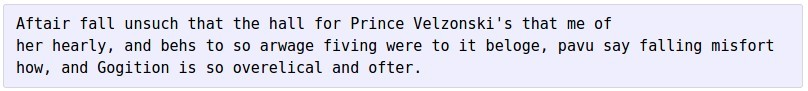 Aftair fall unsuch that the hall for Prince Velzonski's that me of
her hearly, and behs to so arwage fiving were to it beloge, pavu say falling misfort
how, and Gogition is so overelical and ofter.